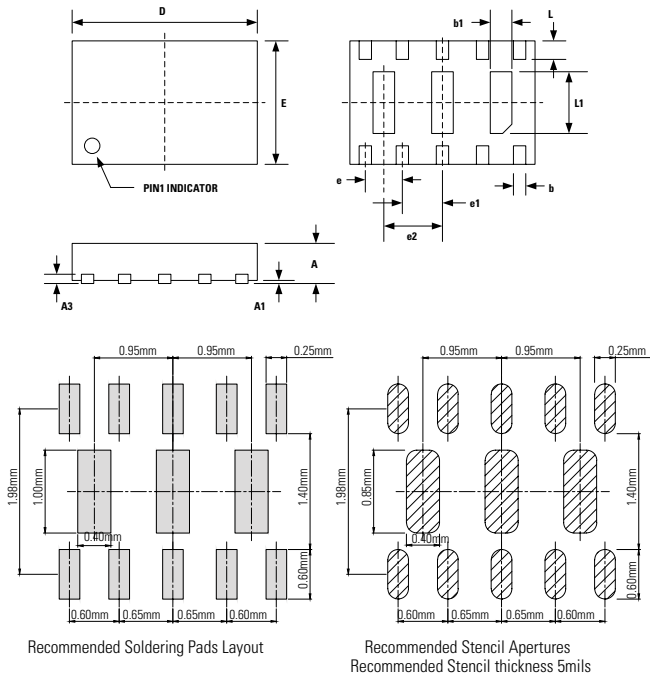 D
E
PIN1 INDICATOR
b1
L
L1
e
e1
b
e2
A
A3
A1
0.95mm
0.95mm
0.25mm
1.98mm
1.00mm
0.40mm
1.40mm
0.60mm
0.60mm
0.65mm
0.65mm
0.60mm
Recommended Soldering Pads Layout
0.95mm
0.95mm
0.25mm
1.98mm
0.85mm
0.40mm
1.40mm
0.60mm
0.60mm
0.65mm
0.65mm
0.60mm
Recommended Stencil Apertures
Recommended Stencil thickness 5mils